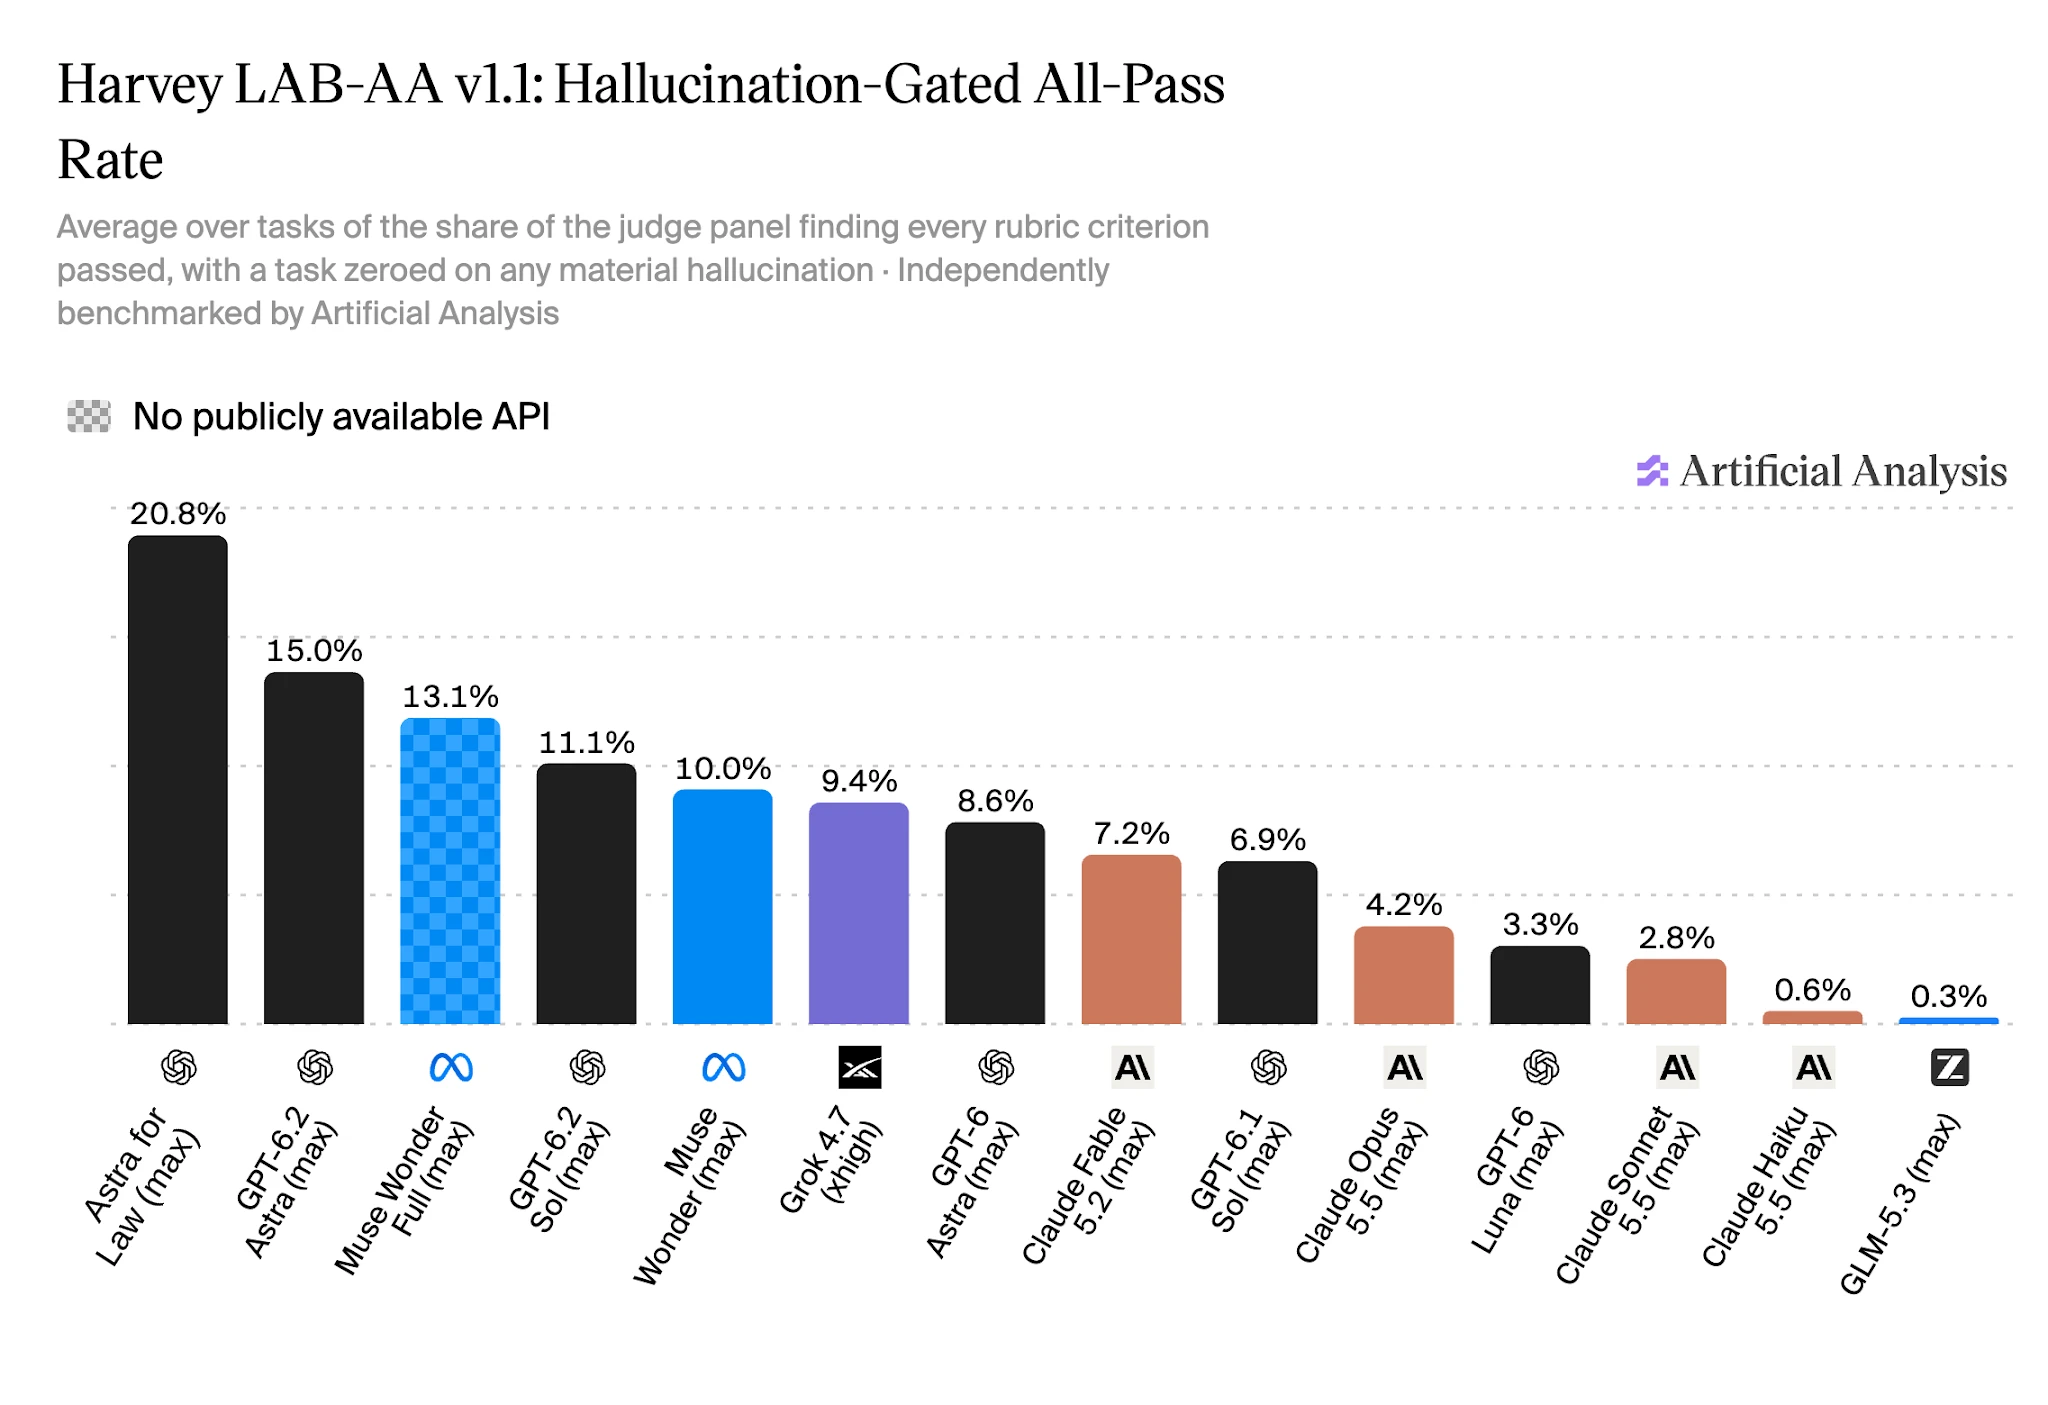 Harvey LAB-AA v1.1: Hallucination-Gated All-Pass
Rate
Average over tasks of the share of the judge panel finding every rubric criterion
passed, with a task zeroed on any material hallucination · Independently
benchmarked by Artificial Analysis
No publicly available API
Artificial Analysis
20.8%
15.0%
13.1%
11.1%
10.0%
9.4%
8.6%
7.2%
6.9%
4.2%
3.3%
2.8%
0.6%
0.3%
Astra for
Law (max)
GPT-6.2
Astra (max)
Muse Wonder
Full (max)
GPT-6.2
Sol (max)
Muse
Wonder (max)
Grok 4.7
(xhigh)
GPT-6
Astra (max)
Claude Fable
5.2 (max)
GPT-6.1
Sol (max)
Claude Opus
5.5 (max)
GPT-6
Luna (max)
Claude Sonnet
5.5 (max)
Claude Haiku
5.5 (max)
GLM-5.3 (max)